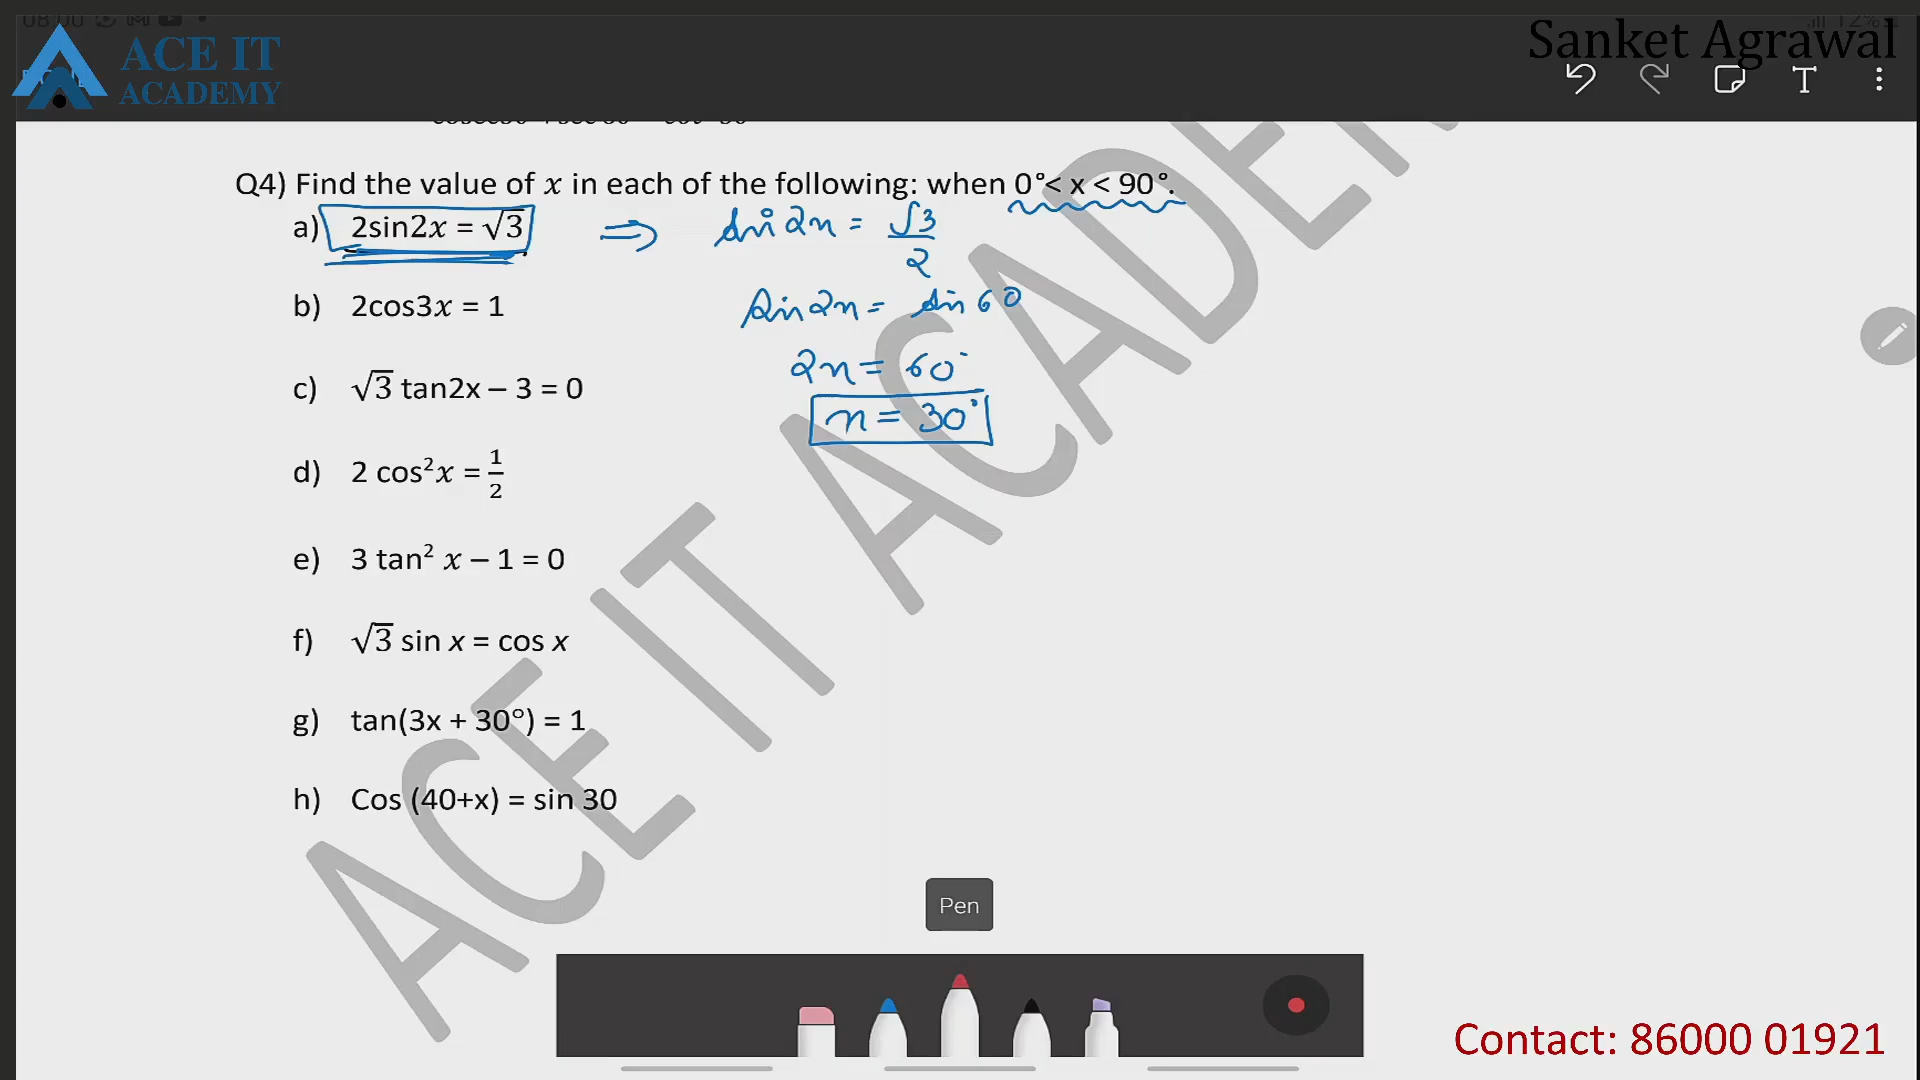 08:00
ACE IT
ACADEMY
Sanket Agrawal
Q4) Find the value of x in each of the following: when 0°< x < 90°.
a) 2sin2x = √3 ⇒ sin 2x = √3/2
sin 2x = sin 60
b) 2cos3x = 1
2x = 60°
c) √3 tan2x – 3 = 0
x = 30°
d) 2 cos²x = 1/2
e) 3 tan² x – 1 = 0
f) √3 sin x = cos x
g) tan(3x + 30°) = 1
h) Cos (40+x) = sin 30
ACE IT ACADEM
Pen
Contact: 86000 01921